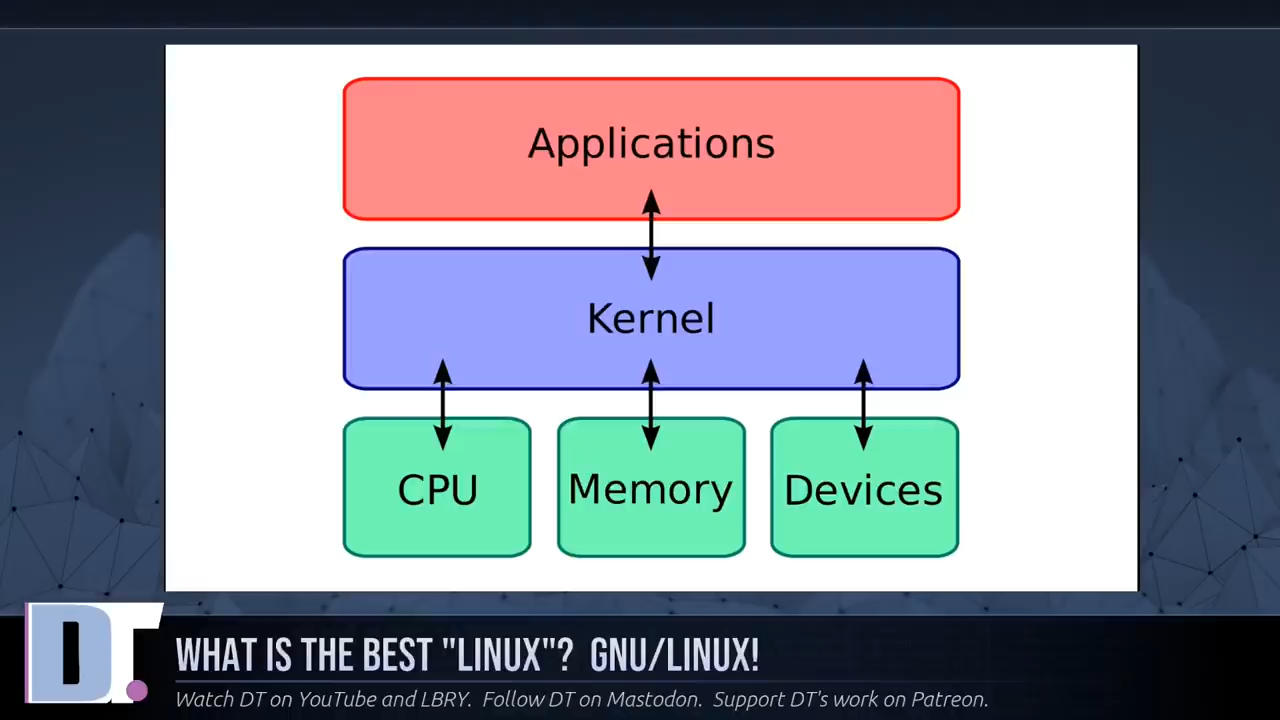 Applications
Kernel
CPU Memory Devices
DT.
WHAT IS THE BEST "LINUX"? GNU/LINUX!
Watch DT on YouTube and LBRY. Follow DT on Mastodon. Support DT's work on Patreon.